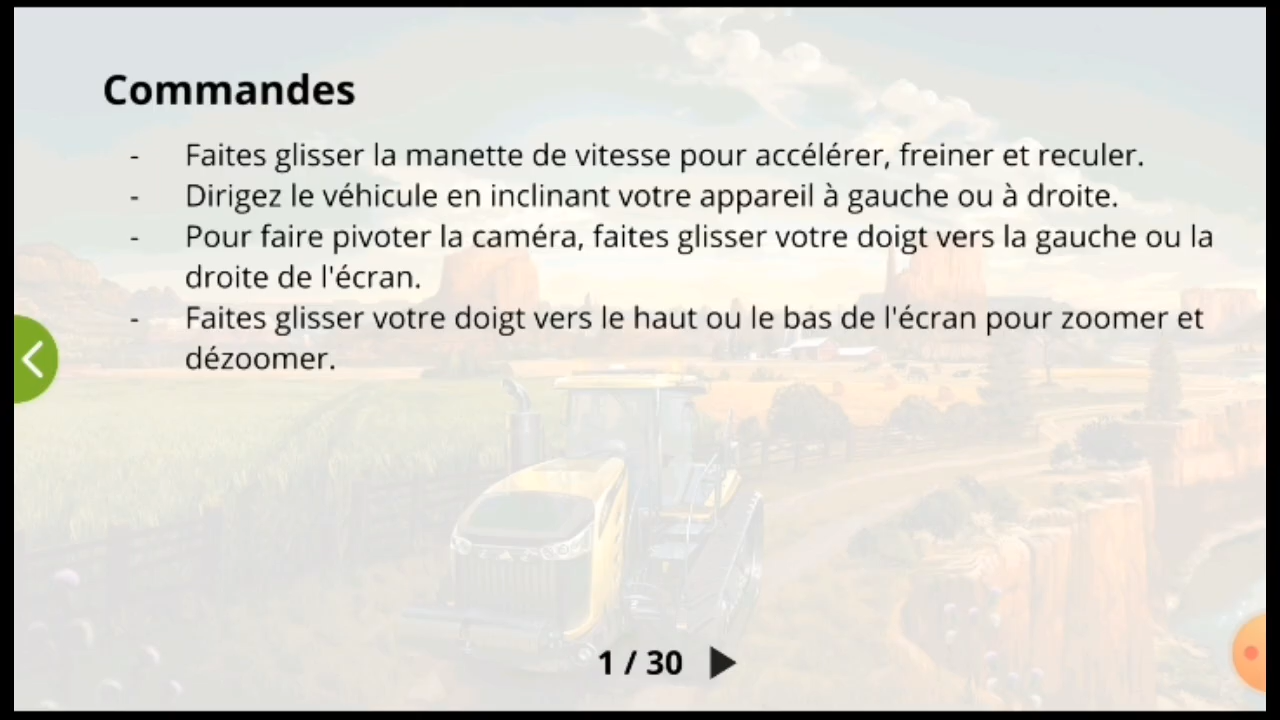 Commandes
- Faites glisser la manette de vitesse pour accélérer, freiner et reculer.
- Dirigez le véhicule en inclinant votre appareil à gauche ou à droite.
- Pour faire pivoter la caméra, faites glisser votre doigt vers la gauche ou la
droite de l'écran.
- Faites glisser votre doigt vers le haut ou le bas de l'écran pour zoomer et
dézoomer.
1 / 30